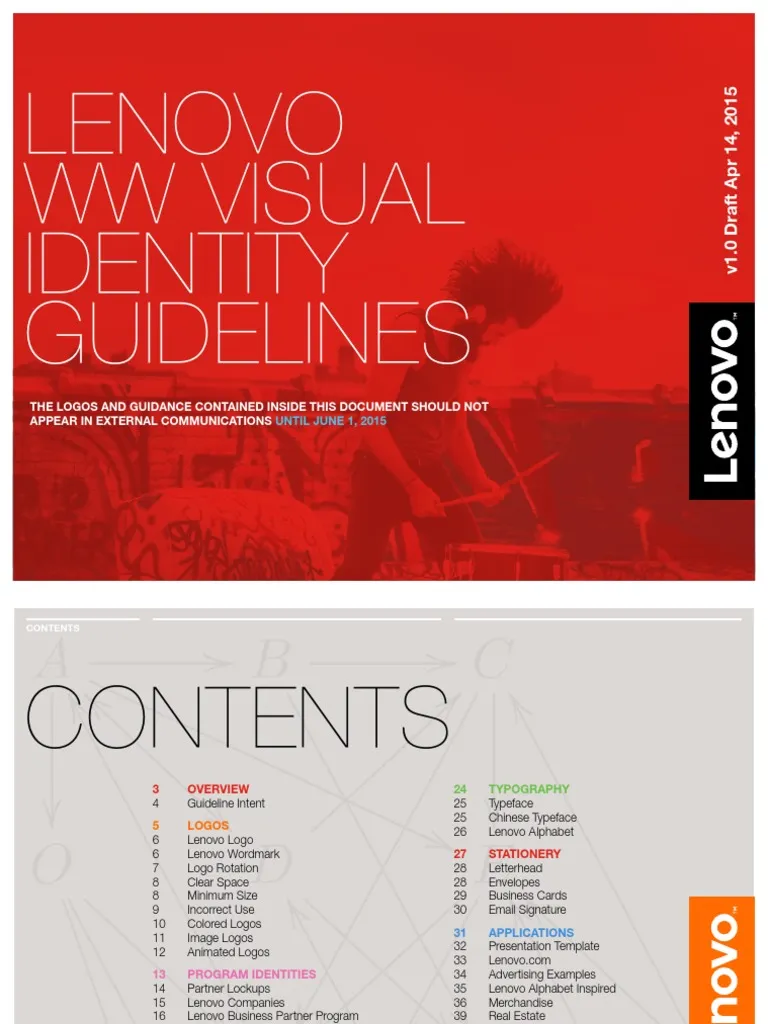 LENOVO
WW VISUAL
IDENTITY
GUIDELINES
THE LOGOS AND GUIDANCE CONTAINED INSIDE THIS DOCUMENT SHOULD NOT
APPEAR IN EXTERNAL COMMUNICATIONS UNTIL JUNE 1, 2015
v1.0 Draft Apr 14, 2015
Lenovo™
CONTENTS
A B C
CONTENTS
3 OVERVIEW
4 Guideline Intent
5 LOGOS
6 Lenovo Logo
6 Lenovo Wordmark
7 Logo Rotation
8 Clear Space
8 Minimum Size
9 Incorrect Use
10 Colored Logos
11 Image Logos
12 Animated Logos
13 PROGRAM IDENTITIES
14 Partner Lockups
15 Lenovo Companies
16 Lenovo Business Partner Program
O D
24 TYPOGRAPHY
25 Typeface
25 Chinese Typeface
26 Lenovo Alphabet
27 STATIONERY
28 Letterhead
28 Envelopes
29 Business Cards
30 Email Signature
31 APPLICATIONS
32 Presentation Template
33 Lenovo.com
34 Advertising Examples
35 Lenovo Alphabet Inspired
36 Merchandise
39 Real Estate
novo™